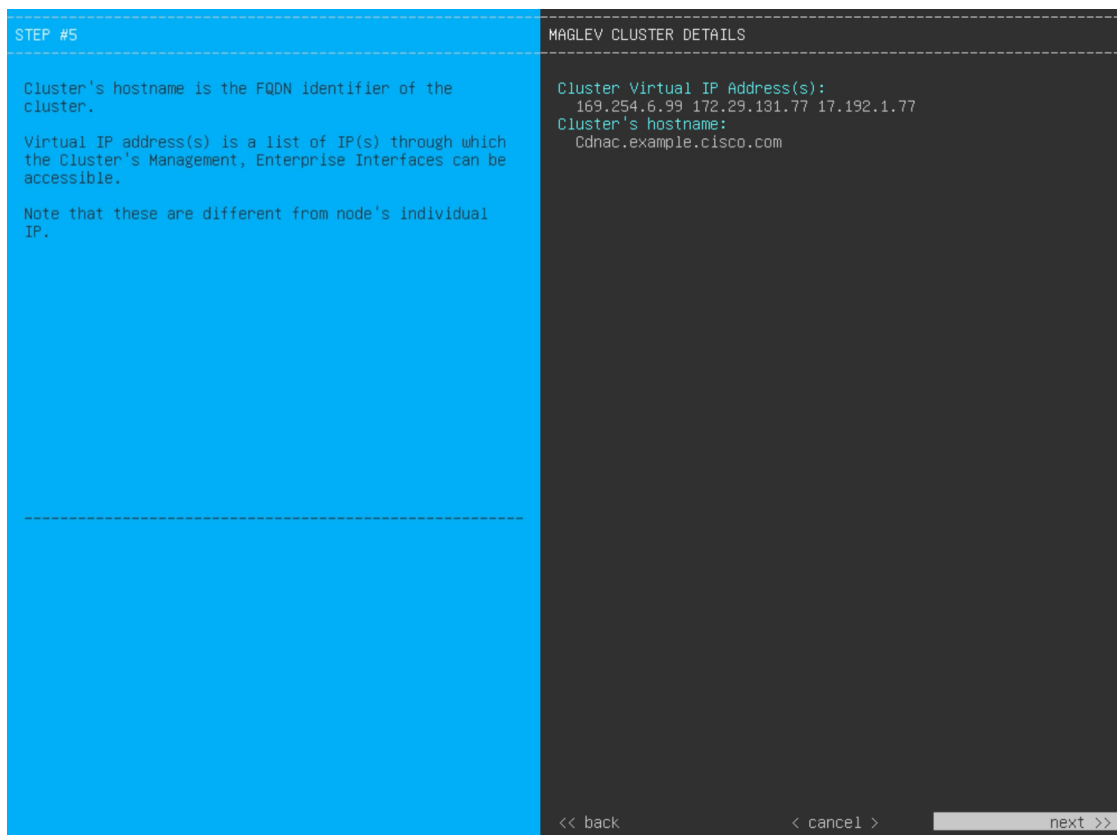 STEP #5
Cluster's hostname is the FQDN identifier of the
cluster.
Virtual IP address(s) is a list of IP(s) through which
the Cluster's Management, Enterprise Interfaces can be
accessible.
Note that these are different from node's individual
IP.
MAGLEV CLUSTER DETAILS
Cluster Virtual IP Address(s):
169.254.6.99 172.29.131.77 17.192.1.77
Cluster's hostname:
Cdnac.example.cisco.com
<< back < cancel > next >>